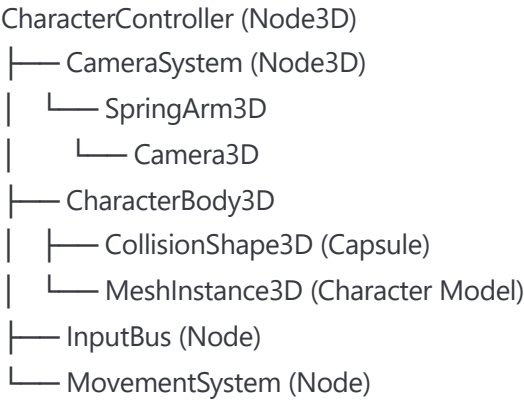 CharacterController (Node3D)
├── CameraSystem (Node3D)
│   └── SpringArm3D
│       └── Camera3D
├── CharacterBody3D
│   ├── CollisionShape3D (Capsule)
│   └── MeshInstance3D (Character Model)
├── InputBus (Node)
└── MovementSystem (Node)